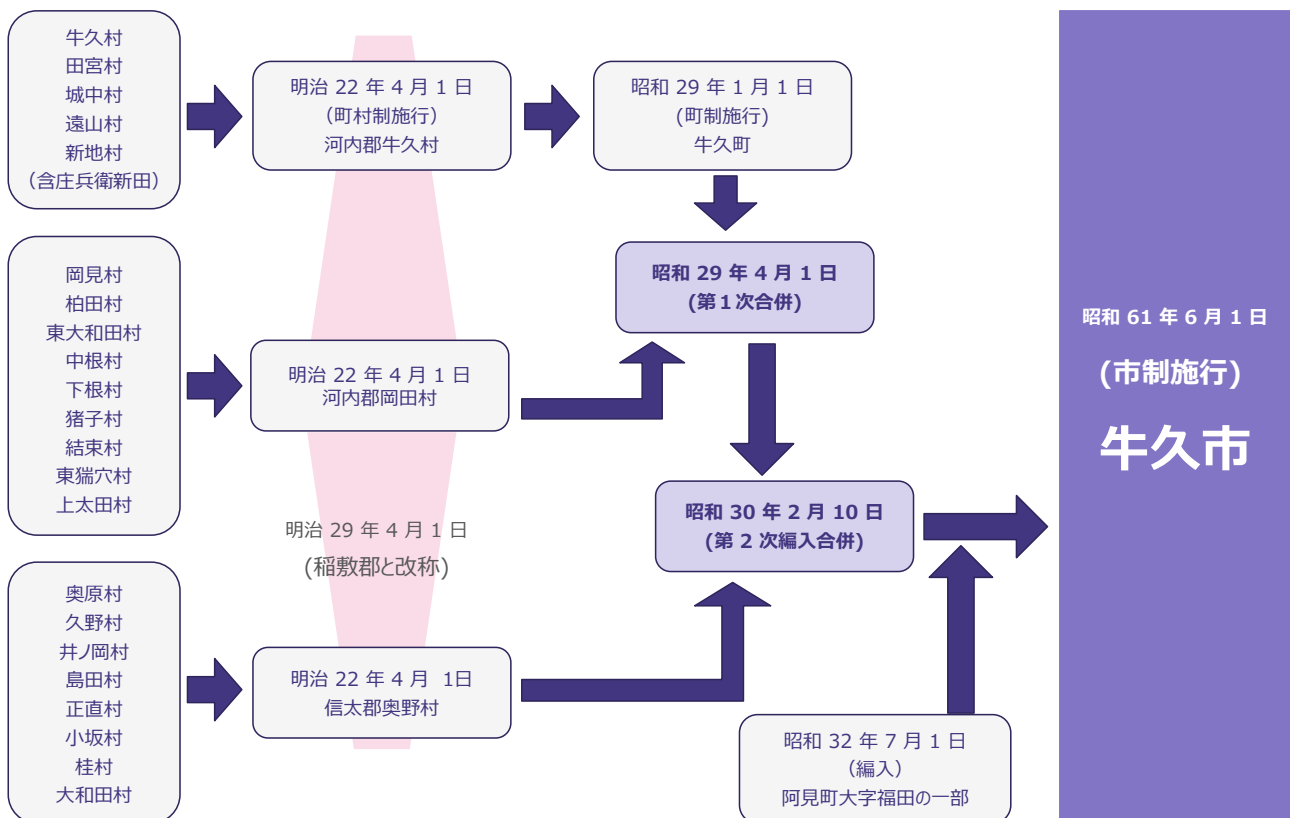 牛久村
田宮村
城中村
遠山村
新地村
(含庄兵衛新田)
明治 22 年 4 月 1 日
(町村制施行)
河内郡牛久村
昭和 29 年 1 月 1 日
(町制施行)
牛久町
岡見村
柏田村
東大和田村
中根村
下根村
猪子村
結束村
東猯穴村
上太田村
明治 22 年 4 月 1 日
河内郡岡田村
昭和 29 年 4 月 1 日
(第1次合併)
明治 29 年 4 月 1 日
(稲敷郡と改称)
昭和 30 年 2 月 10 日
(第 2 次編入合併)
奥原村
久野村
井ノ岡村
島田村
正直村
小坂村
桂村
大和田村
明治 22 年 4 月 1日
信太郡奥野村
昭和 32 年 7 月 1 日
(編入)
阿見町大字福田の一部
昭和 61 年 6 月 1 日
(市制施行)
牛久市